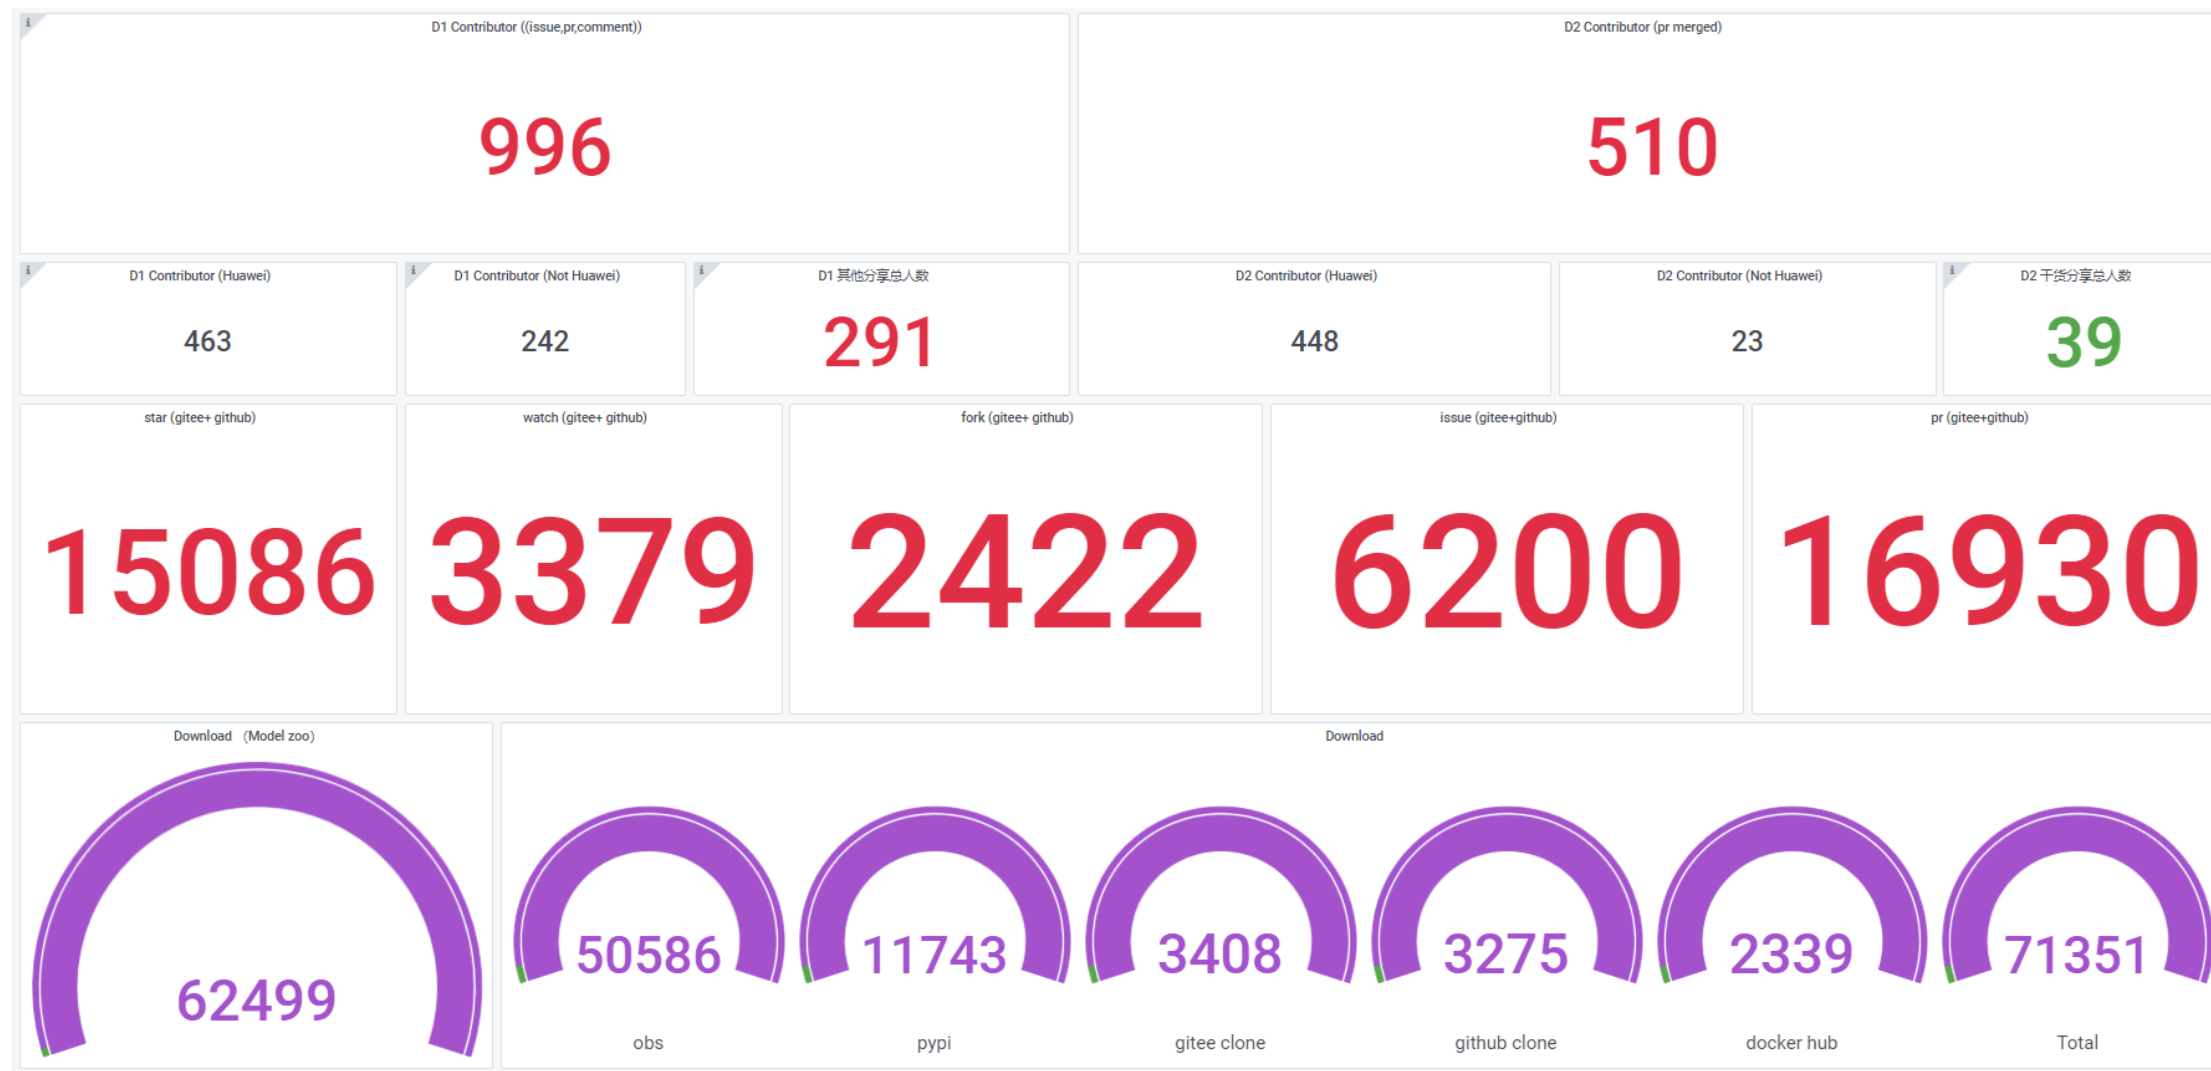 D1 Contributor ((issue,pr,comment))
996
D2 Contributor (pr merged)
510
D1 Contributor (Huawei)
463
D1 Contributor (Not Huawei)
242
D1 其他分享总人数
291
D2 Contributor (Huawei)
448
D2 Contributor (Not Huawei)
23
D2 干货分享总人数
39
star (gitee+ github)
15086
watch (gitee+ github)
3379
fork (gitee+ github)
2422
issue (gitee+github)
6200
pr (gitee+github)
16930
Download （Model zoo）
62499
Download
50586
obs
11743
pypi
3408
gitee clone
3275
github clone
2339
docker hub
71351
Total